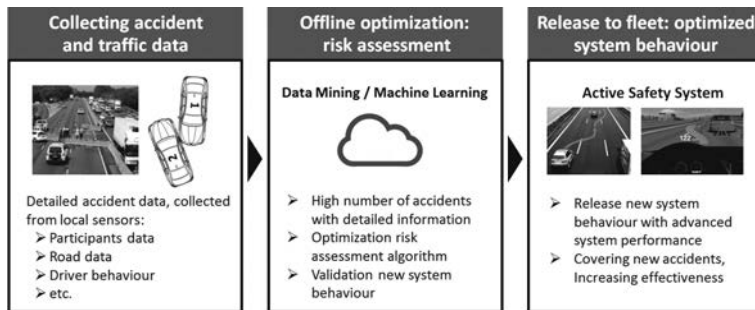 Collecting accident
and traffic data
Detailed accident data, collected
from local sensors:
➢ Participants data
➢ Road data
➢ Driver behaviour
➢ etc.
1
2
Offline optimization:
risk assessment
Data Mining / Machine Learning
➢ High number of accidents
with detailed information
➢ Optimization risk
assessment algorithm
➢ Validation new system
behaviour
Release to fleet: optimized
system behaviour
Active Safety System
➢ Release new system
behaviour with advanced
system performance
➢ Covering new accidents,
Increasing effectiveness